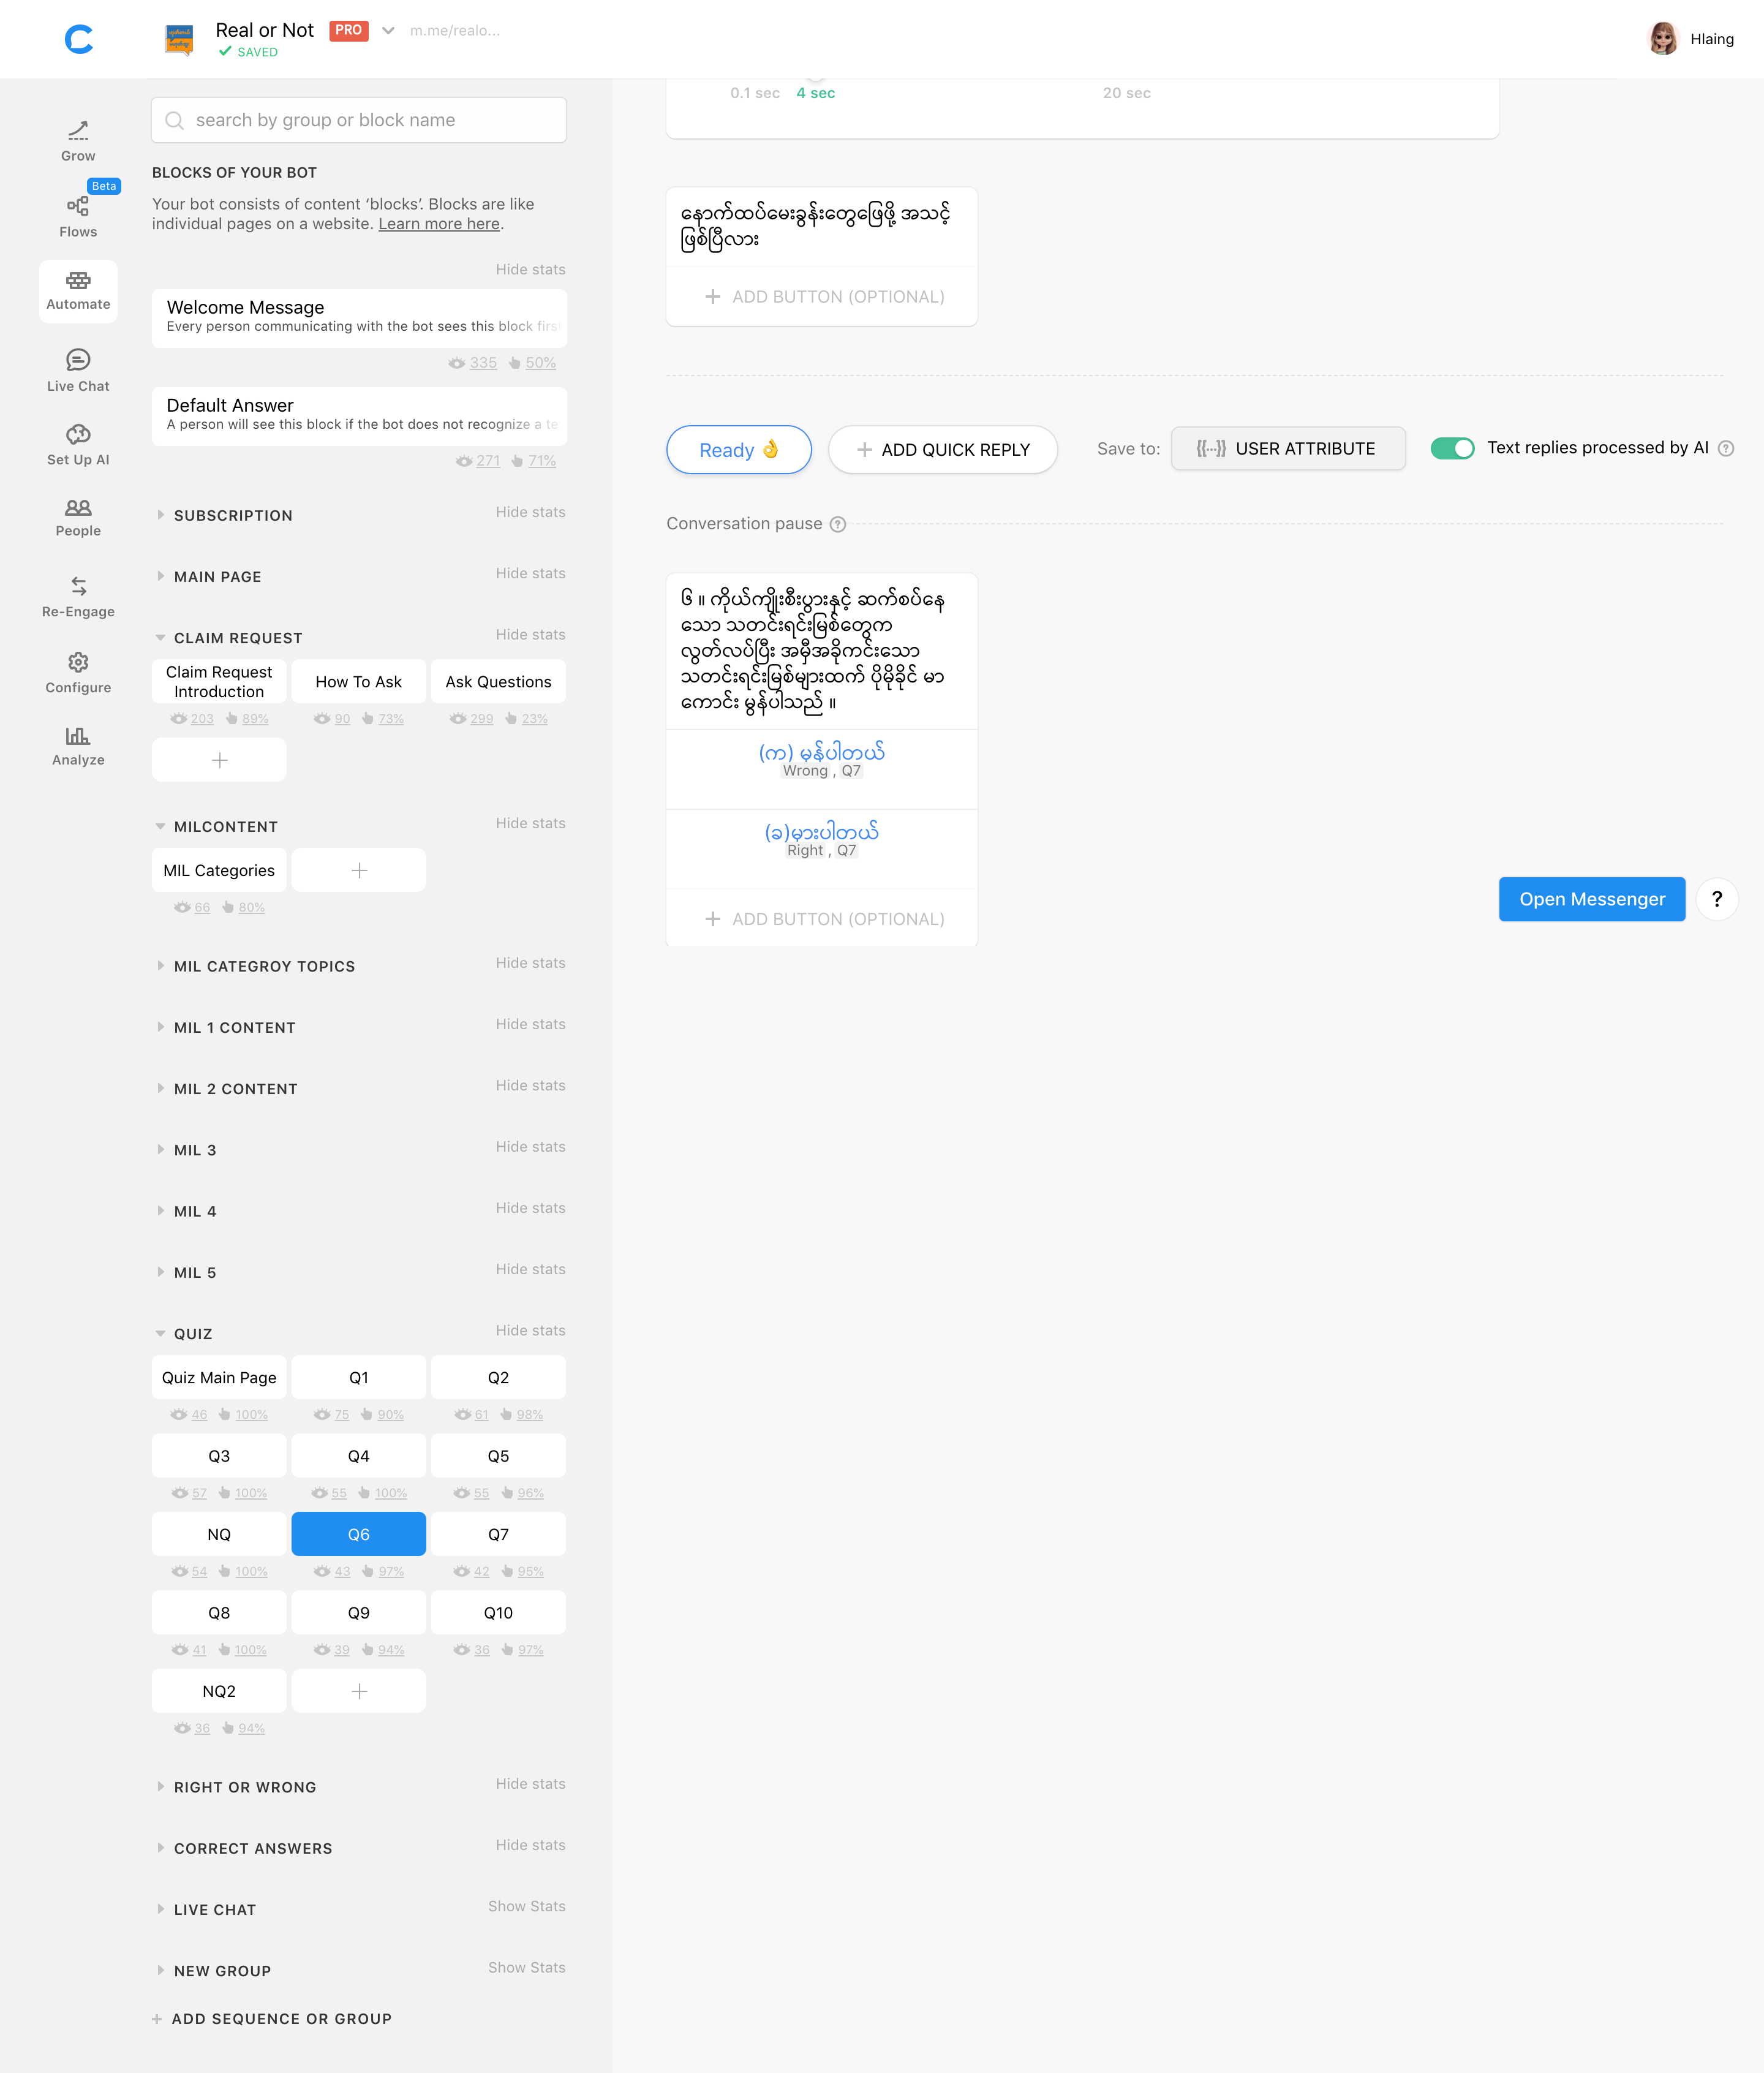 Real or Not PRO m.me/realo...
SAVED
Hlaing
Grow
Beta
Flows
Automate
Live Chat
Set Up AI
People
Re-Engage
Configure
Analyze
search by group or block name
BLOCKS OF YOUR BOT
Your bot consists of content ‘blocks’. Blocks are like
individual pages on a website. Learn more here.
Hide stats
Welcome Message
Every person communicating with the bot sees this block firs
335 50%
Default Answer
A person will see this block if the bot does not recognize a te
271 71%
SUBSCRIPTION Hide stats
MAIN PAGE Hide stats
CLAIM REQUEST Hide stats
Claim Request
Introduction
How To Ask
Ask Questions
203 89% 90 73% 299 23%
MILCONTENT Hide stats
MIL Categories
66 80%
MIL CATEGROY TOPICS Hide stats
MIL 1 CONTENT Hide stats
MIL 2 CONTENT Hide stats
MIL 3 Hide stats
MIL 4 Hide stats
MIL 5 Hide stats
QUIZ Hide stats
Quiz Main Page Q1 Q2
46 100% 75 90% 61 98%
Q3 Q4 Q5
57 100% 55 100% 55 96%
NQ Q6 Q7
54 100% 43 97% 42 95%
Q8 Q9 Q10
41 100% 39 94% 36 97%
NQ2
36 94%
RIGHT OR WRONG Hide stats
CORRECT ANSWERS Hide stats
LIVE CHAT Show Stats
NEW GROUP Show Stats
ADD SEQUENCE OR GROUP
0.1 sec 4 sec 20 sec
နောက်ထပ်မေးခွန်းတွေဖြေဖို့ အသင့်
ဖြစ်ပြီလား
ADD BUTTON (OPTIONAL)
Ready 👌 ADD QUICK REPLY Save to: {{...}} USER ATTRIBUTE Text replies processed by AI ?
Conversation pause ?
၆ ။ ကိုယ်ကျိုးစီးပွားနှင့် ဆက်စပ်နေ
သော သတင်းရင်းမြစ်တွေက
လွတ်လပ်ပြီး အမှီအခိုကင်းသော
သတင်းရင်းမြစ်များထက် ပိုမိုခိုင် မာ
ကောင်း မွန်ပါသည် ။
(က) မှန်ပါတယ်
Wrong , Q7
(ခ)မှားပါတယ်
Right , Q7
ADD BUTTON (OPTIONAL)
Open Messenger ?